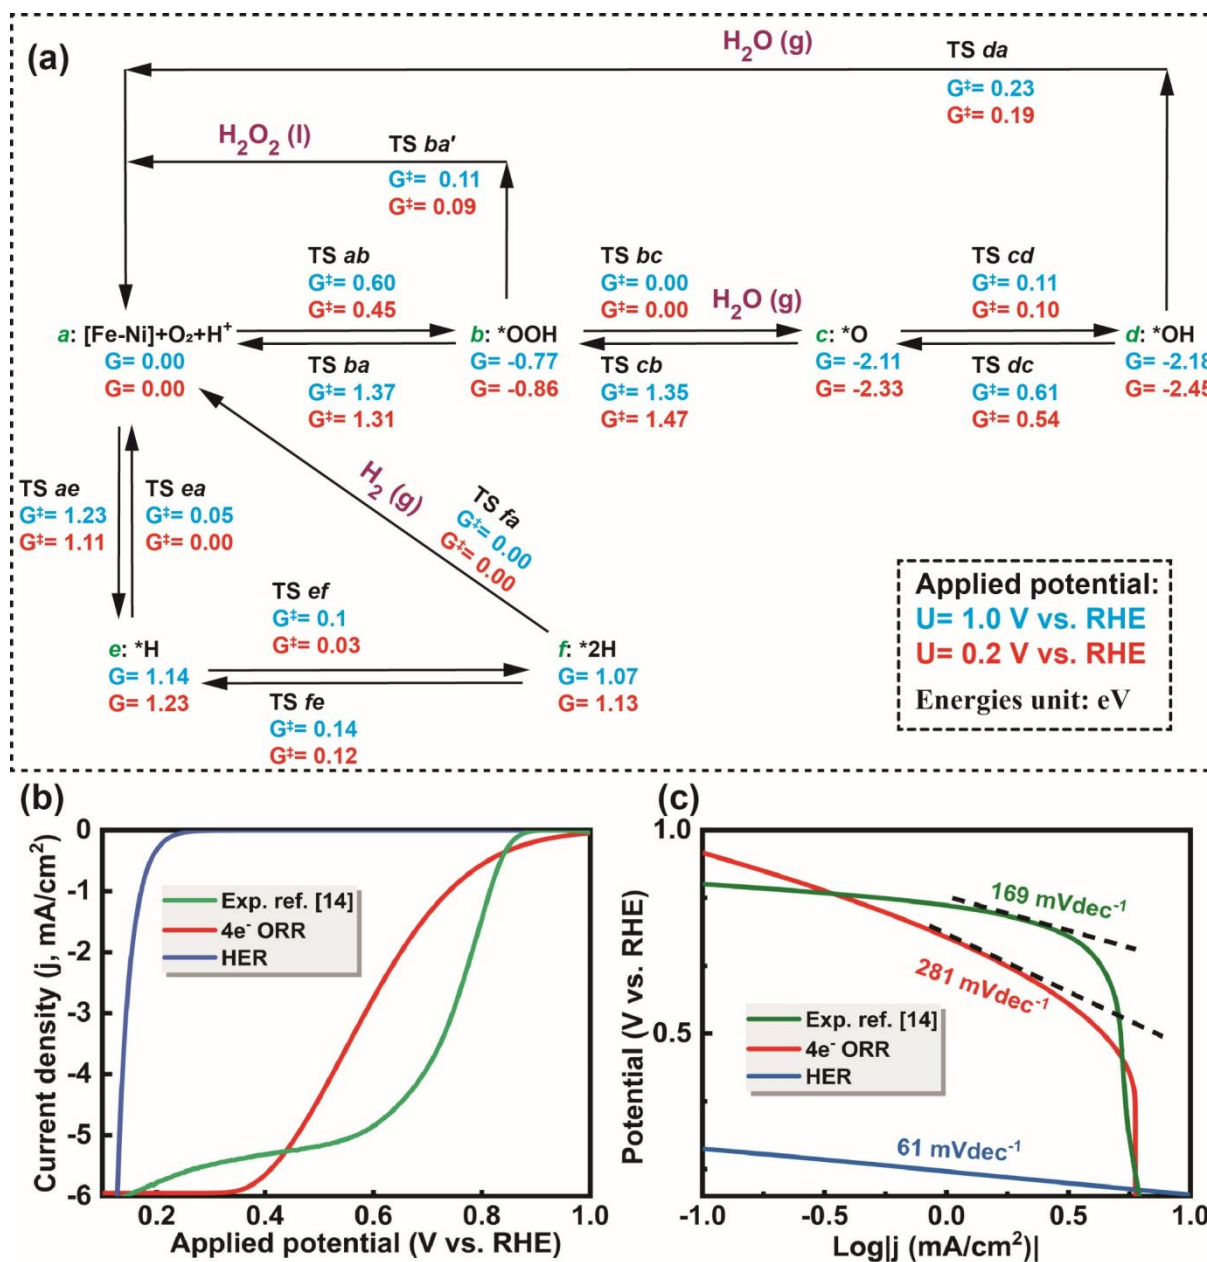 (a)
H₂O (g)
TS da
G‡= 0.23
G‡= 0.19
H₂O₂ (l)
TS ba'
G‡= 0.11
G‡= 0.09
TS ab
G‡= 0.60
G‡= 0.45
TS bc
G‡= 0.00
G‡= 0.00
H₂O (g)
TS cd
G‡= 0.11
G‡= 0.10
a: [Fe-Ni]+O₂+H⁺
G= 0.00
G= 0.00
b: *OOH
G= -0.77
G= -0.86
c: *O
G= -2.11
G= -2.33
d: *OH
G= -2.18
G= -2.45
TS ba
G‡= 1.37
G‡= 1.31
TS cb
G‡= 1.35
G‡= 1.47
TS dc
G‡= 0.61
G‡= 0.54
TS ae
G‡= 1.23
G‡= 1.11
TS ea
G‡= 0.05
G‡= 0.00
H₂ (g)
TS fa
G‡= 0.00
G‡= 0.00
TS ef
G‡= 0.1
G‡= 0.03
e: *H
G= 1.14
G= 1.23
f: *2H
G= 1.07
G= 1.13
TS fe
G‡= 0.14
G‡= 0.12
Applied potential:
U= 1.0 V vs. RHE
U= 0.2 V vs. RHE
Energies unit: eV
(b)
0
-1
-2
-3
-4
-5
-6
Current density (j, mA/cm²)
Exp. ref. [14]
4e⁻ ORR
HER
0.2
0.4
0.6
0.8
1.0
Applied potential (V vs. RHE)
(c)
1.0
0.5
Potential (V vs. RHE)
169 mVdec⁻¹
281 mVdec⁻¹
Exp. ref. [14]
4e⁻ ORR
HER
61 mVdec⁻¹
-1.0
-0.5
0.0
0.5
1.0
Log|j (mA/cm²)|